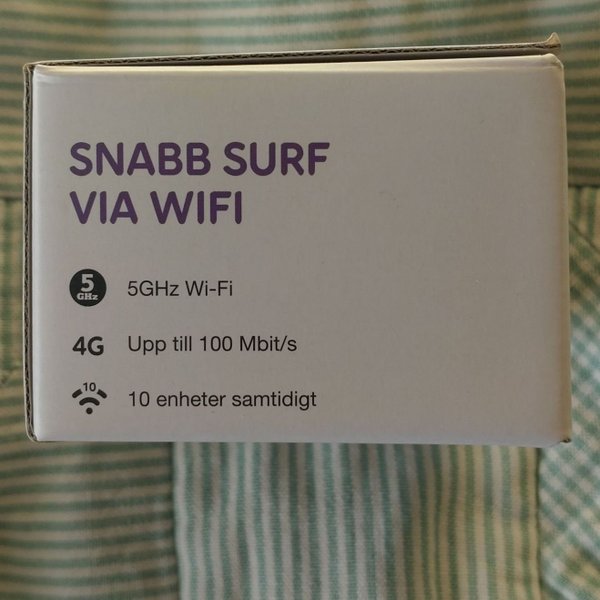 SNABB SURF
VIA WIFI
5 GHz 5GHz Wi-Fi
4G Upp till 100 Mbit/s
10 10 enheter samtidigt